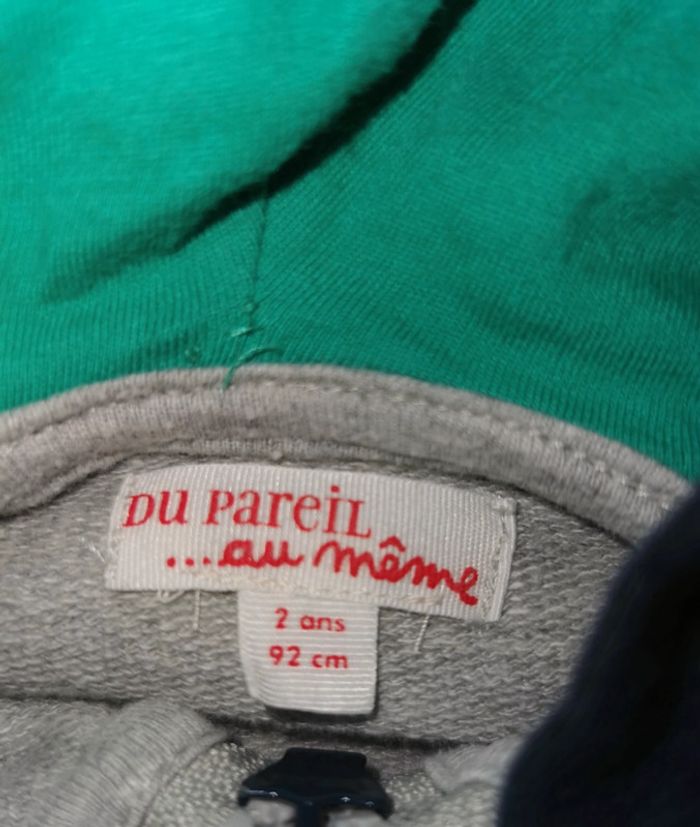 DU PAREIL
...au même
2 ans
92 cm